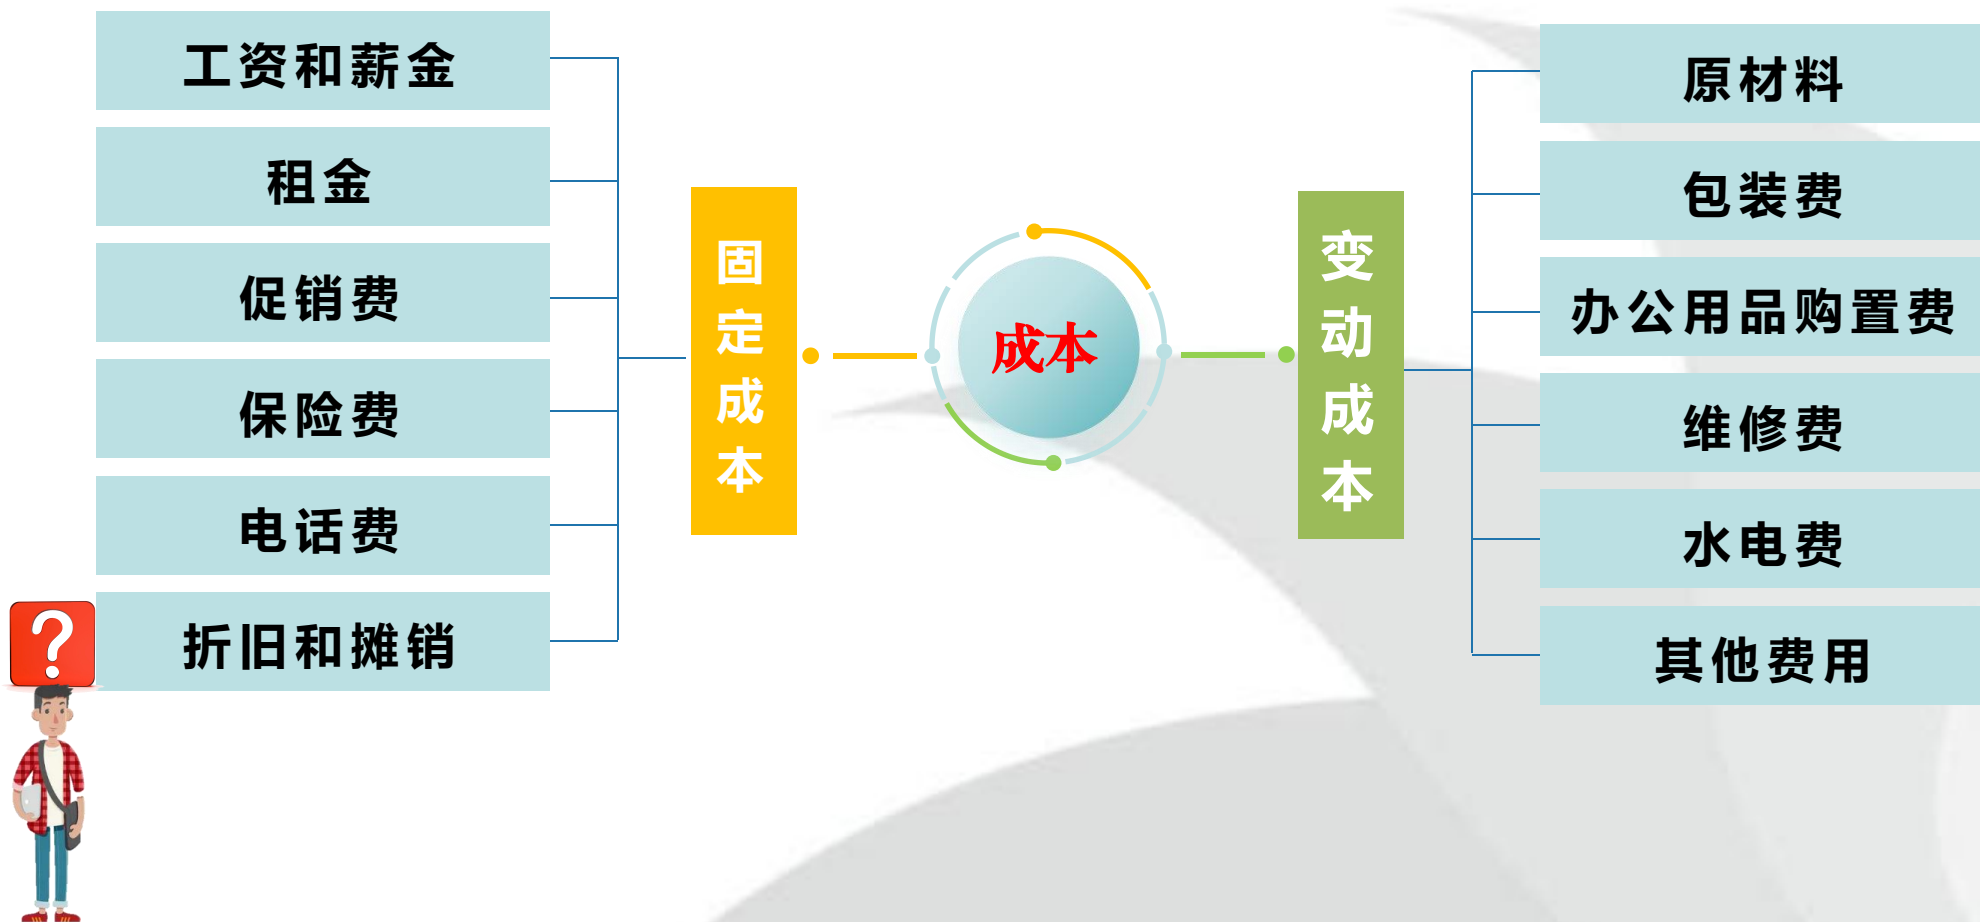 工资和薪金
租金
促销费
保险费
电话费
折旧和摊销
?
固定成本
成本
变动成本
原材料
包装费
办公用品购置费
维修费
水电费
其他费用